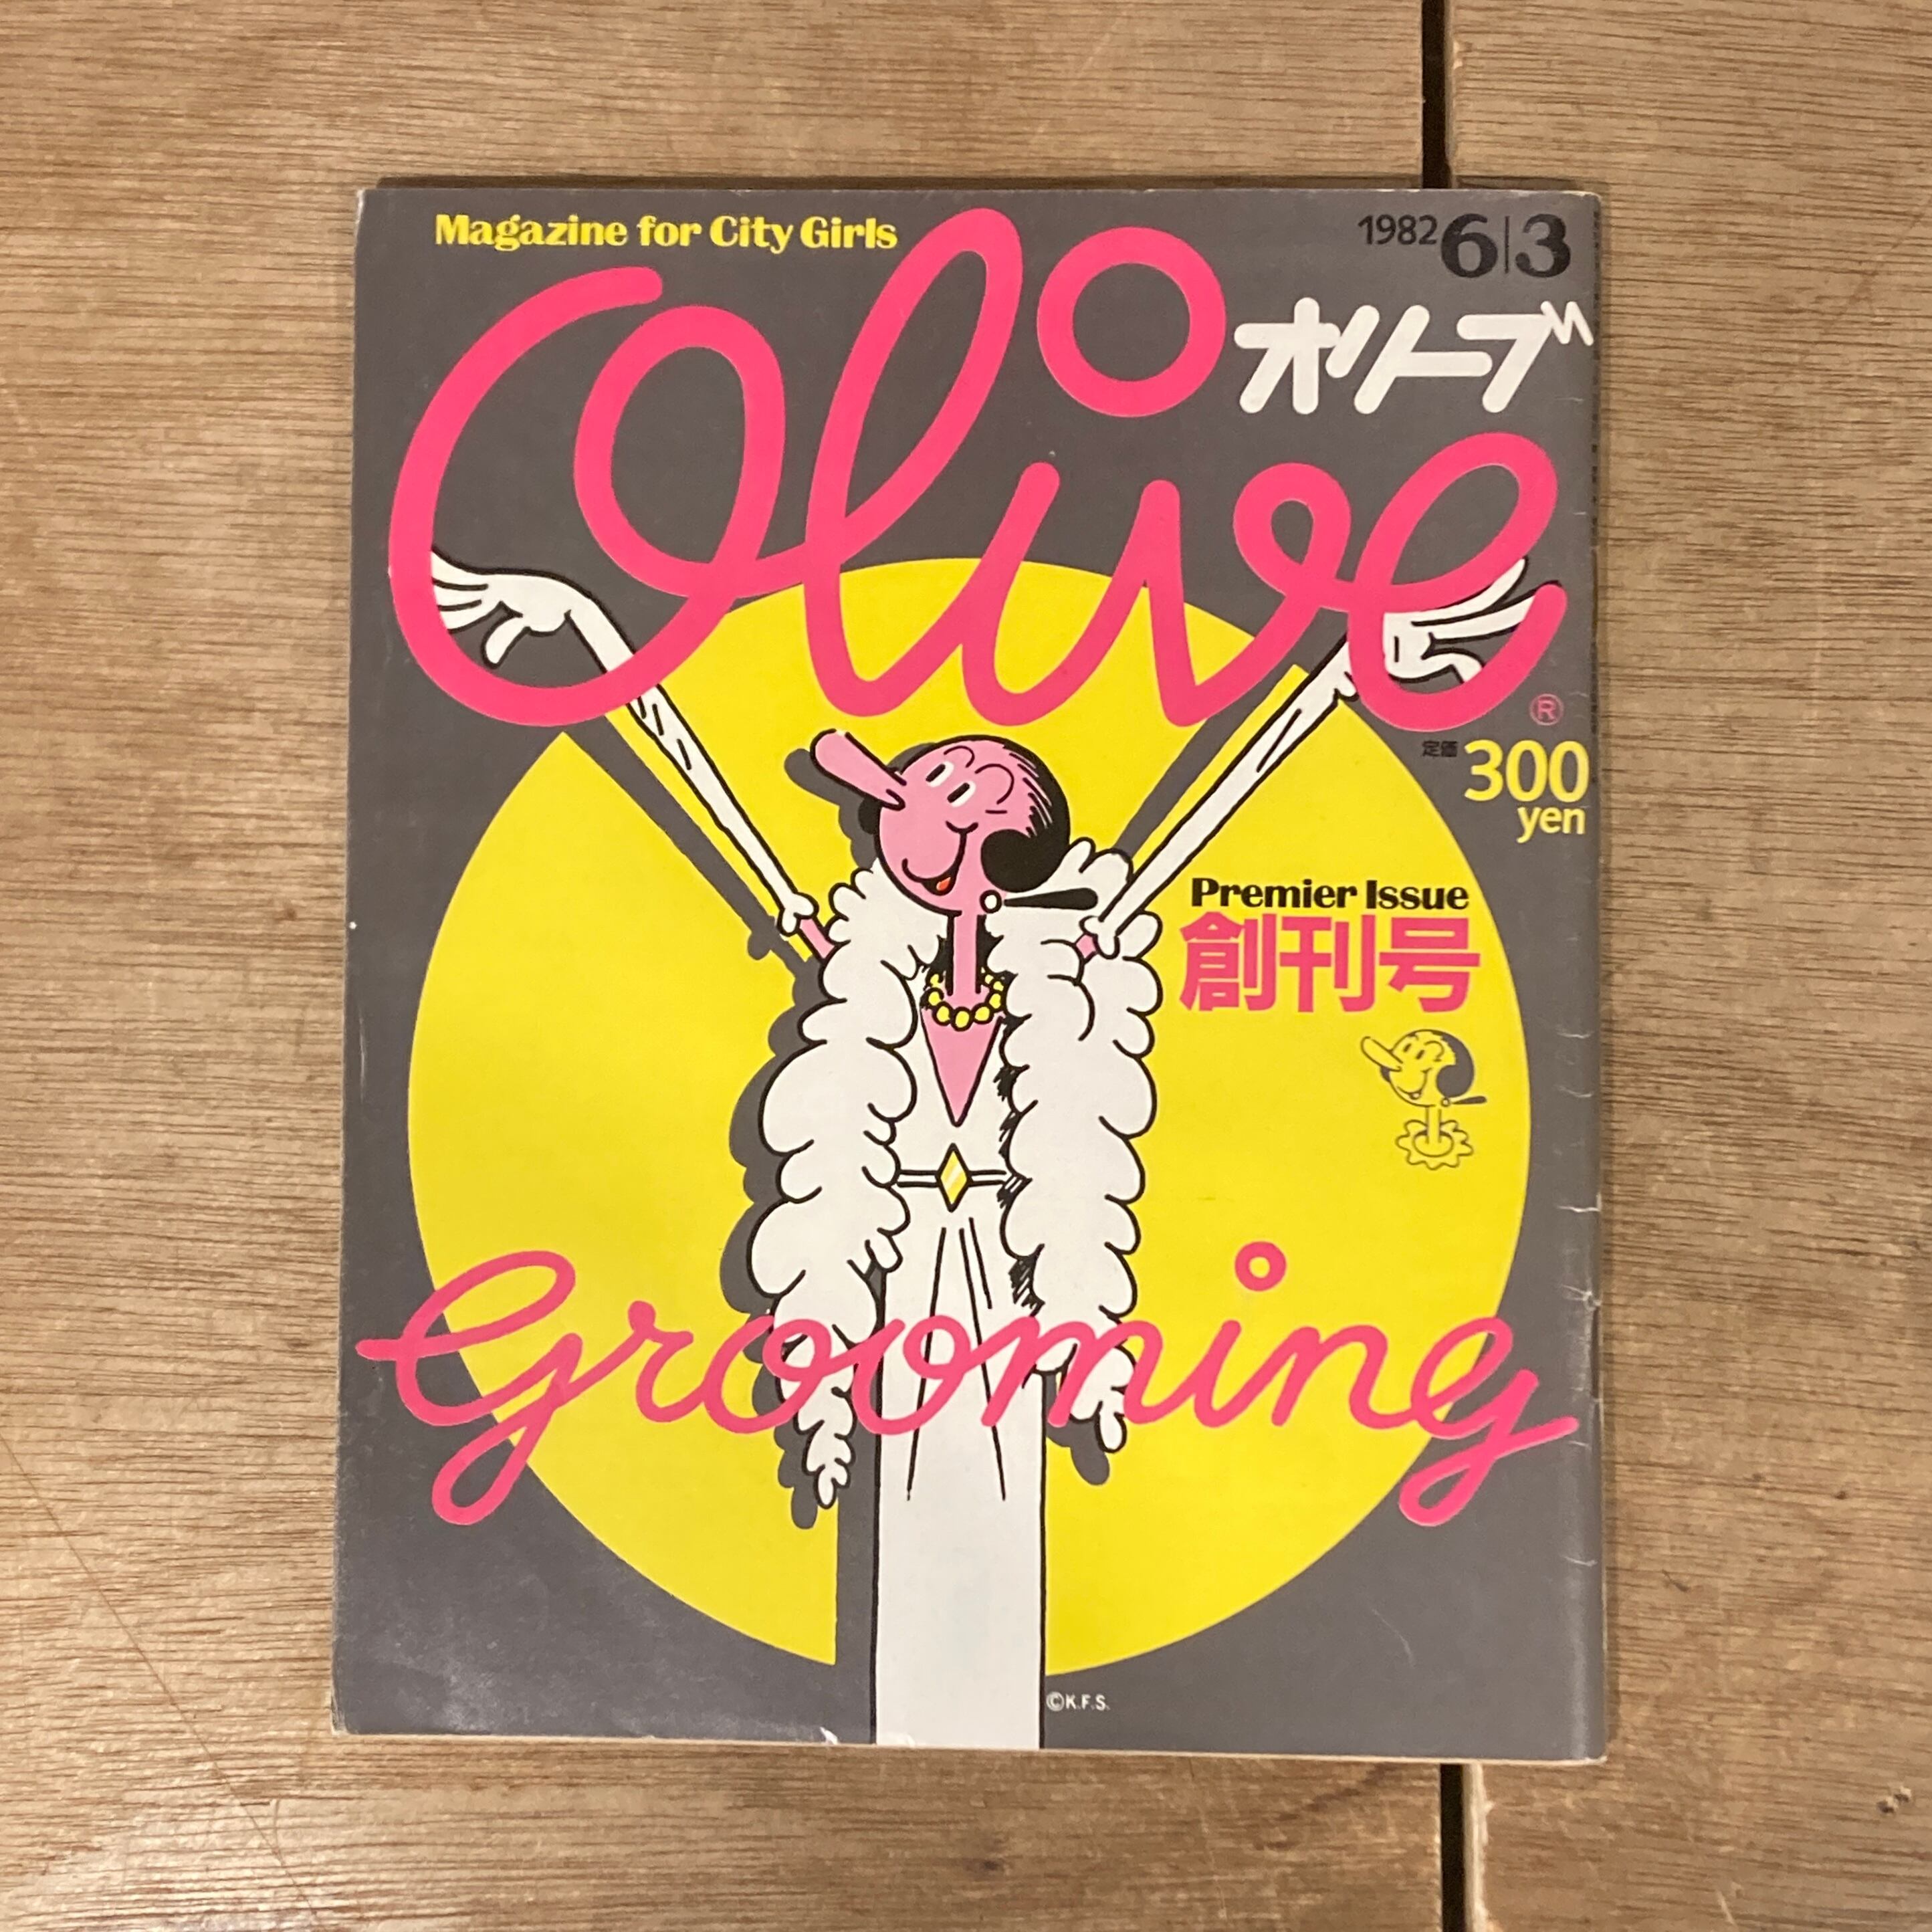 Magazine for City Girls
1982 6|3
Olive
オリーブ
®
定価 300
yen
Premier Issue
創刊号
Grooming
©K.F.S.